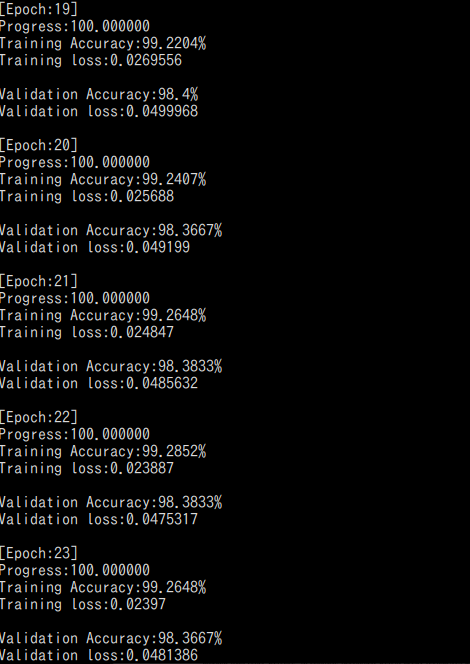 [Epoch:19]
Progress:100.000000
Training Accuracy:99.2204%
Training loss:0.0269556
Validation Accuracy:98.4%
Validation loss:0.0499968
[Epoch:20]
Progress:100.000000
Training Accuracy:99.2407%
Training loss:0.025688
Validation Accuracy:98.3667%
Validation loss:0.049199
[Epoch:21]
Progress:100.000000
Training Accuracy:99.2648%
Training loss:0.024847
Validation Accuracy:98.3833%
Validation loss:0.0485632
[Epoch:22]
Progress:100.000000
Training Accuracy:99.2852%
Training loss:0.023887
Validation Accuracy:98.3833%
Validation loss:0.0475317
[Epoch:23]
Progress:100.000000
Training Accuracy:99.2648%
Training loss:0.02397
Validation Accuracy:98.3667%
Validation loss:0.0481386